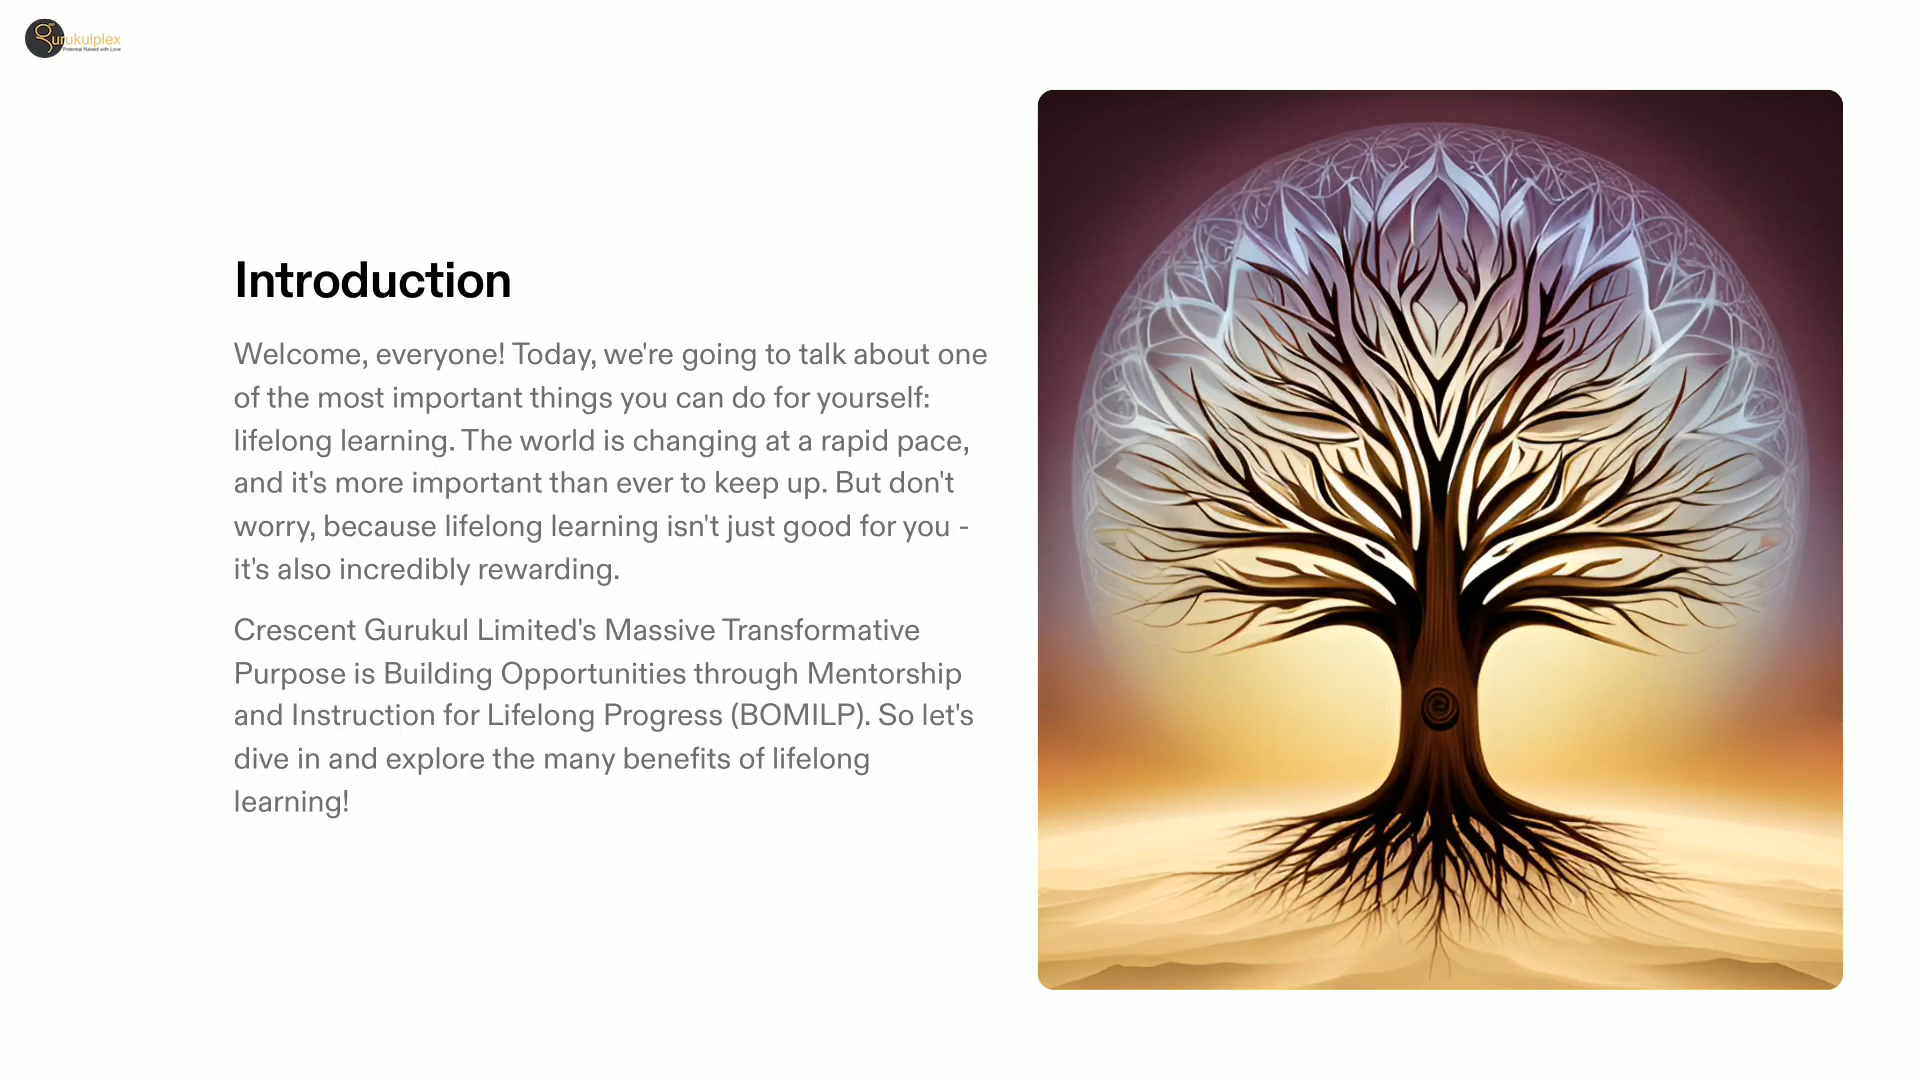 gurukulplex
Potential Raised with Love
Introduction
Welcome, everyone! Today, we're going to talk about one
of the most important things you can do for yourself:
lifelong learning. The world is changing at a rapid pace,
and it's more important than ever to keep up. But don't
worry, because lifelong learning isn't just good for you -
it's also incredibly rewarding.
Crescent Gurukul Limited's Massive Transformative
Purpose is Building Opportunities through Mentorship
and Instruction for Lifelong Progress (BOMILP). So let's
dive in and explore the many benefits of lifelong
learning!